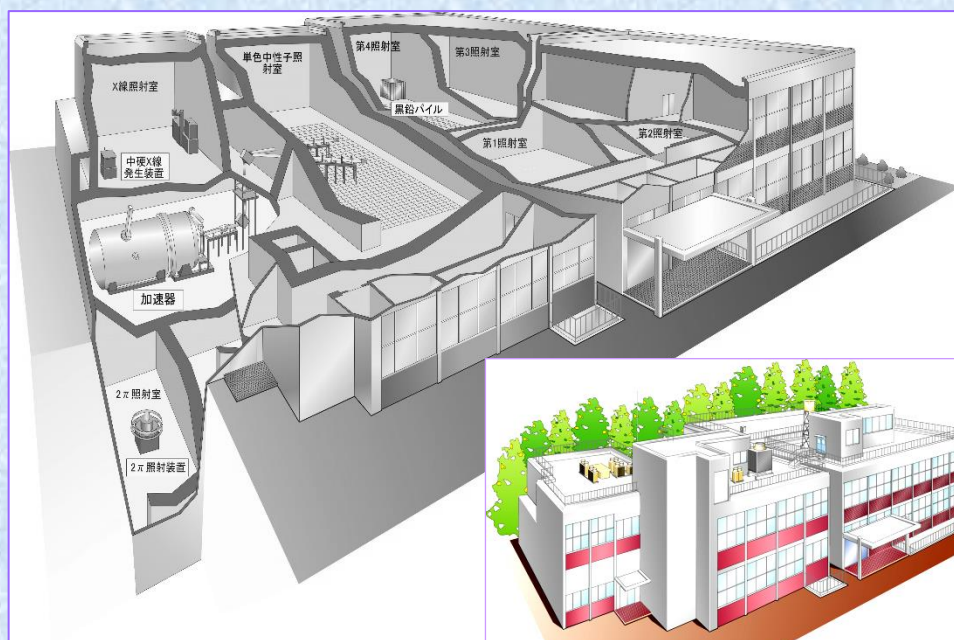 X線照射室
単色中性子照
射室
第4照射室
第3照射室
黒鉛パイル
第1照射室
第2照射室
中硬X線
発生装置
加速器
2π照射室
2π照射装置